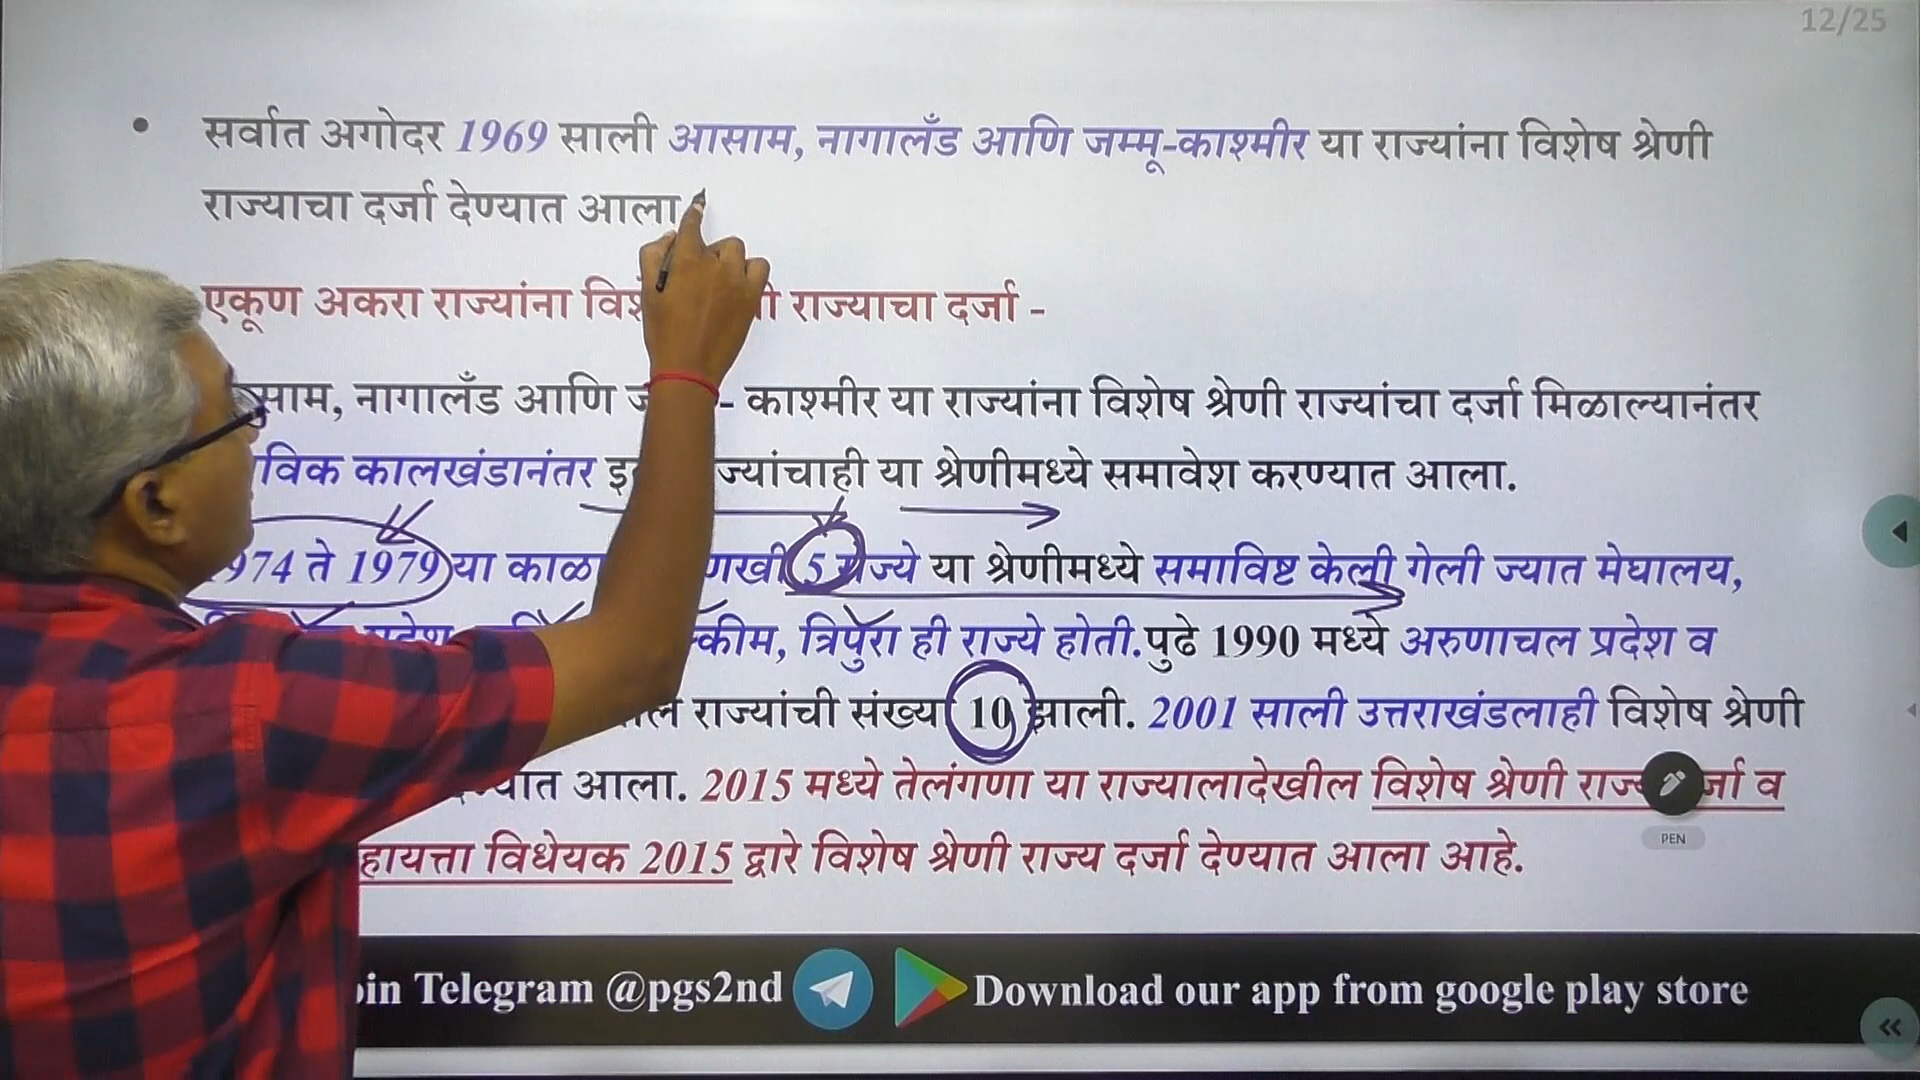 12/25
• सर्वात अगोदर 1969 साली आसाम, नागालँड आणि जम्मू-काश्मीर या राज्यांना विशेष श्रेणी
राज्याचा दर्जा देण्यात आला
एकूण अकरा राज्यांना राज्याचा दर्जा -
नागालँड आणि - काश्मीर या राज्यांना विशेष श्रेणी राज्यांचा दर्जा मिळाल्यानंतर
कालखंडानंतर या श्रेणीमध्ये समावेश करण्यात आला.
ते 1979 या 5 राज्ये या श्रेणीमध्ये समाविष्ट केली गेली ज्यात मेघालय,
त्रिपुरा ही राज्ये होती.पुढे 1990 मध्ये अरुणाचल प्रदेश व
राज्यांची संख्या 10 झाली. 2001 साली उत्तराखंडलाही विशेष श्रेणी
आला. 2015 मध्ये तेलंगणा या राज्यालादेखील विशेष श्रेणी व
विधेयक 2015 द्वारे विशेष श्रेणी राज्य दर्जा देण्यात आला आहे.
PEN
Telegram @pgs2nd Download our app from google play store